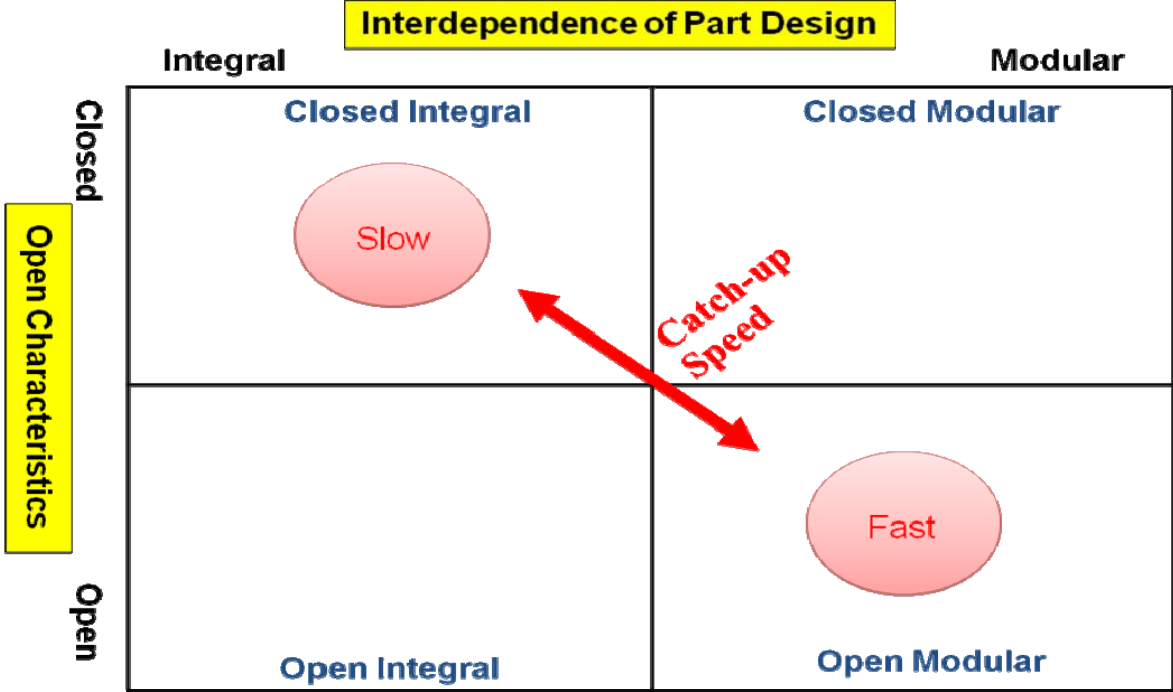 Interdependence of Part Design
Integral
Modular
Closed
Closed Integral
Closed Modular
Slow
Open Characteristics
Catch-up
Speed
Fast
Open
Open Integral
Open Modular